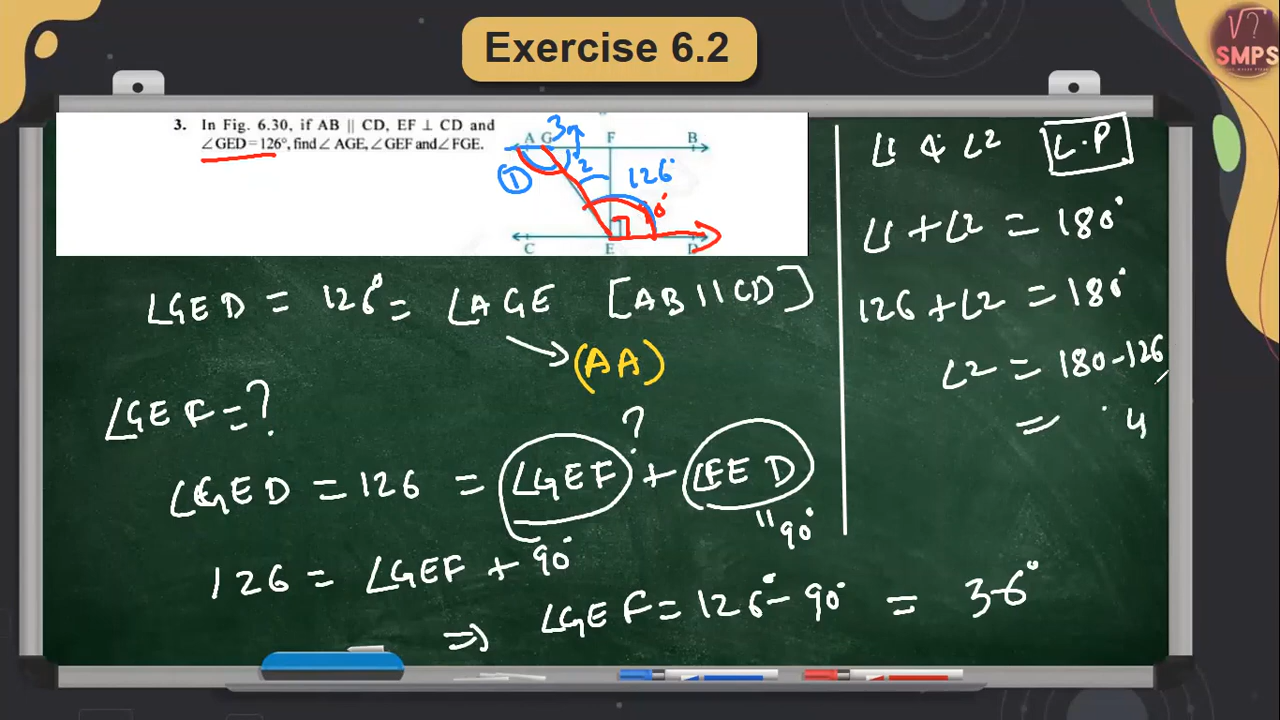 Exercise 6.2
√?
SMPS
3. In Fig. 6.30, if AB || CD, EF ⊥ CD and
∠GED = 126°, find ∠ AGE, ∠ GEF and ∠ FGE.
A G F B
1 2 126°
C E D
∠GED = 126° = ∠AGE [AB || CD]
(AA)
∠GEF = ?
?
∠GED = 126 = ∠GEF + ∠FED
" 90°
126 = ∠GEF + 90°
⇒ ∠GEF = 126° - 90° = 36°
∠1 & ∠2 L.P
∠1 + ∠2 = 180°
126 + ∠2 = 180°
∠2 = 180 - 126
= 4